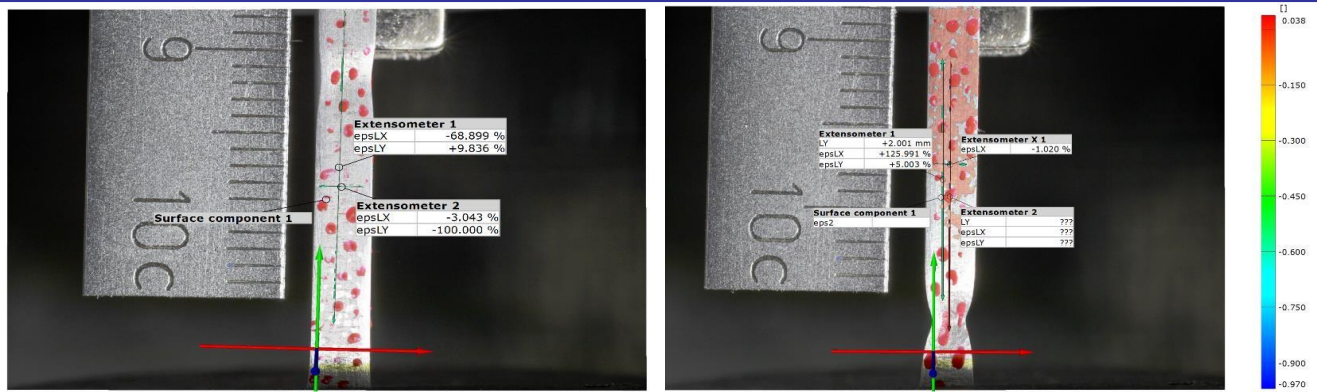 9
10
c
Extensometer 1
epsLX -68.899 %
epsLY +9.836 %
Surface component 1
Extensometer 2
epsLX -3.043 %
epsLY -100.000 %
9
10
c
Extensometer 1
LY +2.001 mm
epsLX +125.991 %
epsLY +5.003 %
Extensometer X 1
epsLX -1.020 %
Surface component 1
eps2
Extensometer 2
LY ???
epsLX ???
epsLY ???
[]
0.038
-0.150
-0.300
-0.450
-0.600
-0.750
-0.900
-0.970